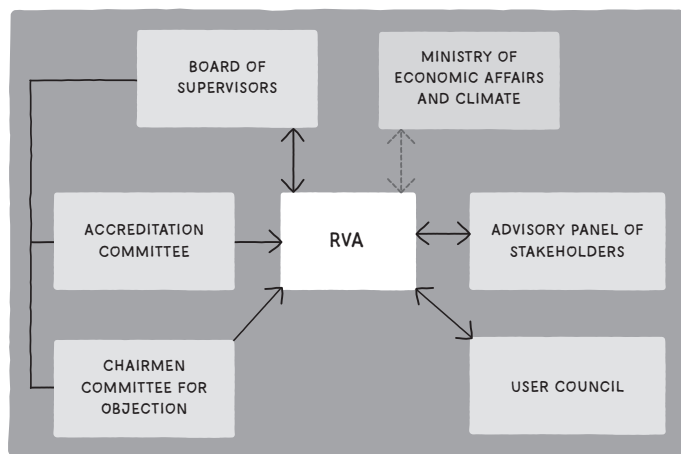 BOARD OF
SUPERVISORS
MINISTRY OF
ECONOMIC AFFAIRS
AND CLIMATE
ACCREDITATION
COMMITTEE
RVA
ADVISORY PANEL OF
STAKEHOLDERS
CHAIRMEN
COMMITTEE FOR
OBJECTION
USER COUNCIL